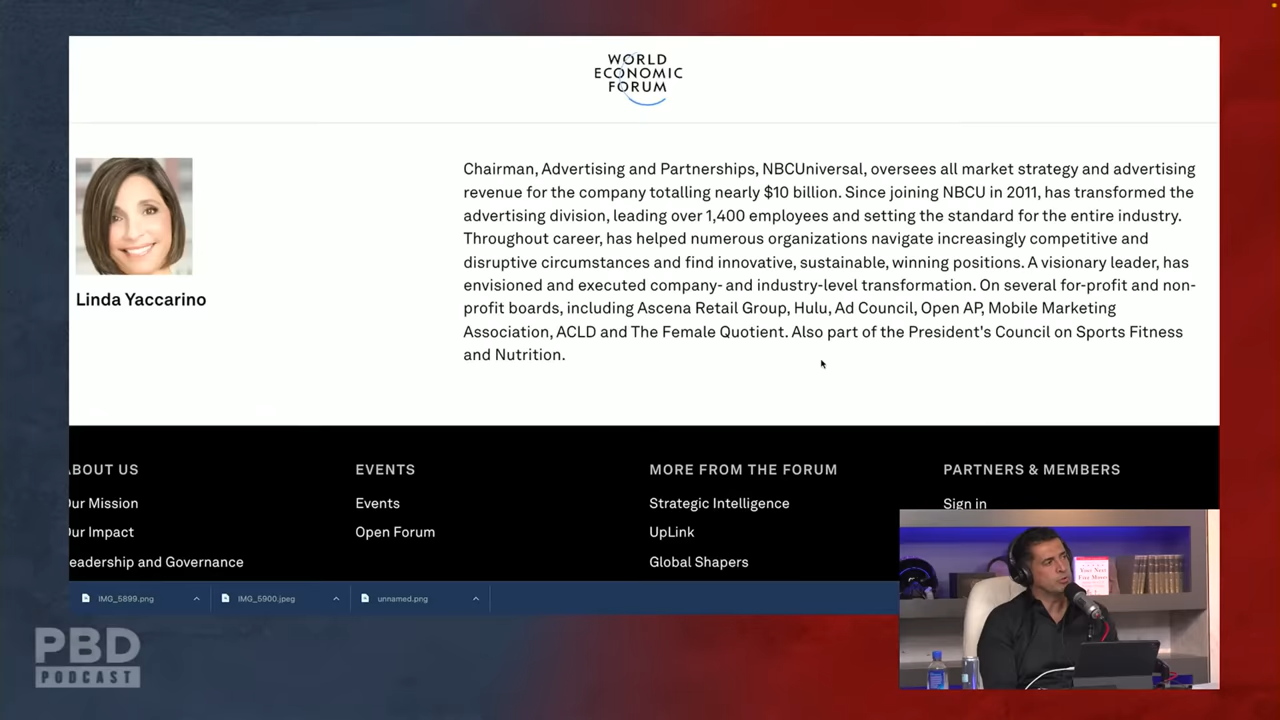 WORLD
ECONOMIC
FORUM
Linda Yaccarino
Chairman, Advertising and Partnerships, NBCUniversal, oversees all market strategy and advertising
revenue for the company totalling nearly $10 billion. Since joining NBCU in 2011, has transformed the
advertising division, leading over 1,400 employees and setting the standard for the entire industry.
Throughout career, has helped numerous organizations navigate increasingly competitive and
disruptive circumstances and find innovative, sustainable, winning positions. A visionary leader, has
envisioned and executed company- and industry-level transformation. On several for-profit and non-
profit boards, including Ascena Retail Group, Hulu, Ad Council, Open AP, Mobile Marketing
Association, ACLD and The Female Quotient. Also part of the President's Council on Sports Fitness
and Nutrition.
ABOUT US
Our Mission
Our Impact
Leadership and Governance
EVENTS
Events
Open Forum
MORE FROM THE FORUM
Strategic Intelligence
UpLink
Global Shapers
PARTNERS & MEMBERS
Sign in
IMG_5899.png
IMG_5900.jpeg
unnamed.png
Your Next
Five Moves
PBD
PODCAST